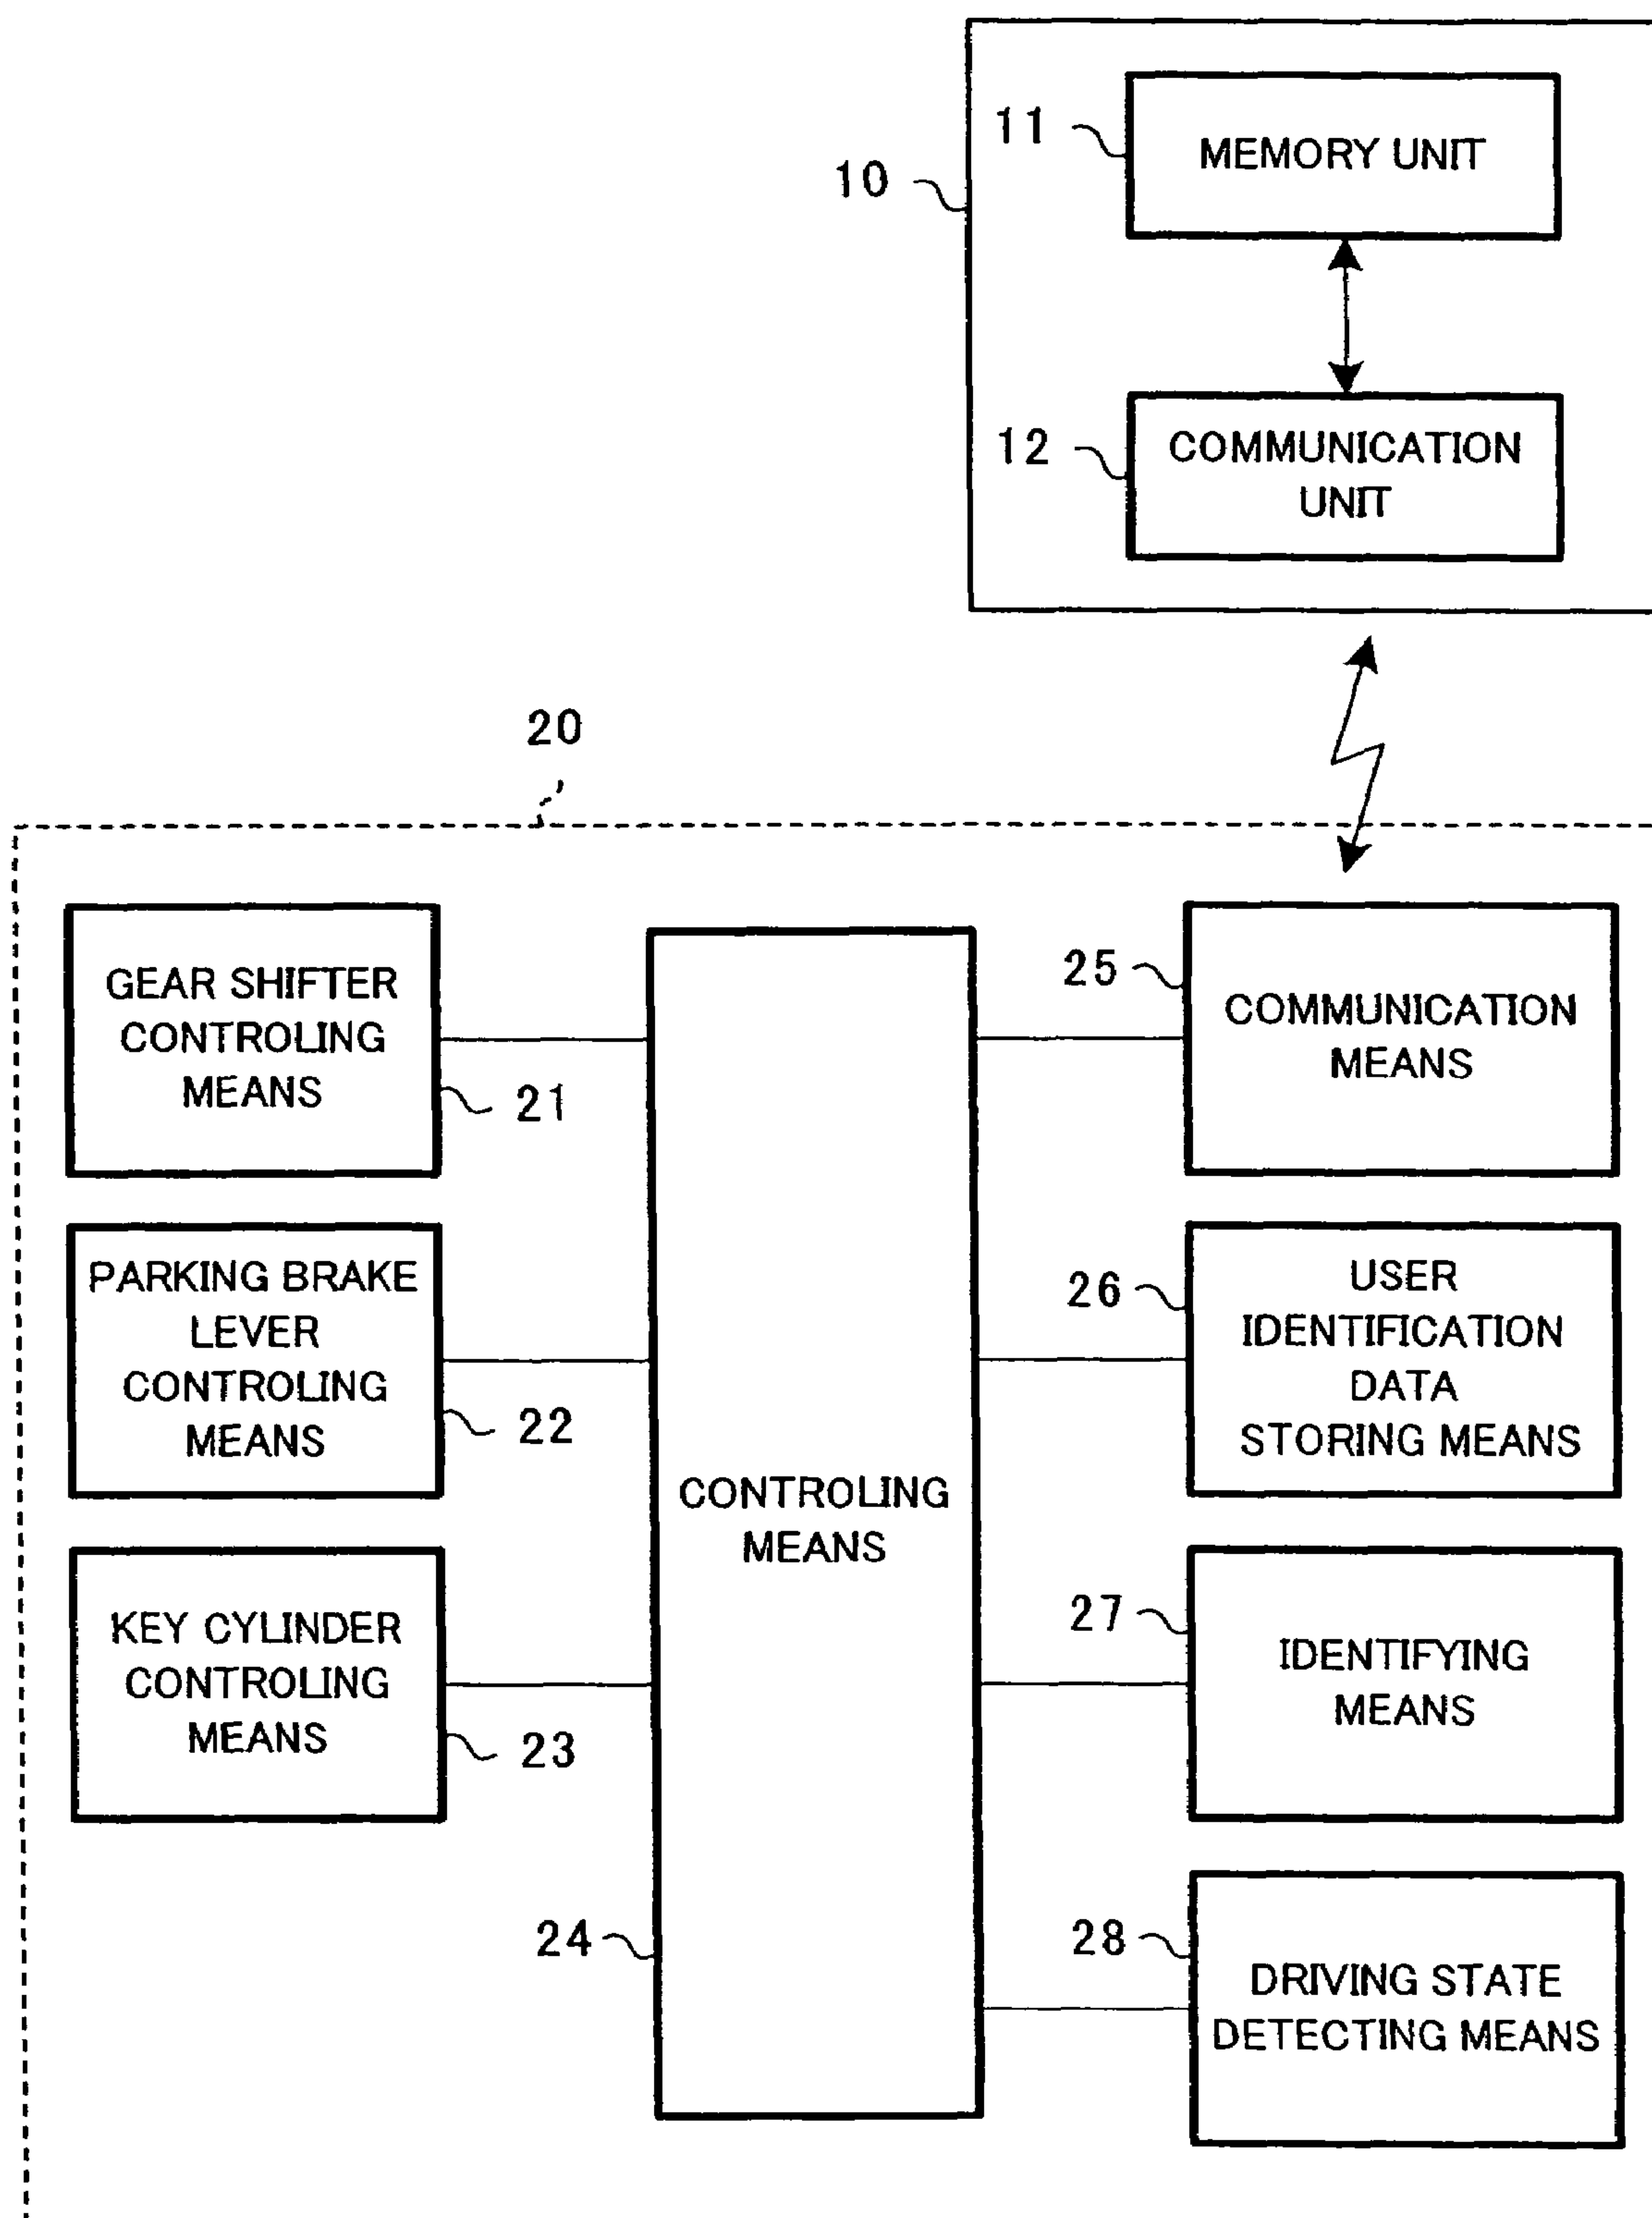 11
MEMORY UNIT
10
12
COMMUNICATION
UNIT
20
GEAR SHIFTER
CONTROLING
MEANS
21
25
COMMUNICATION
MEANS
PARKING BRAKE
LEVER
CONTROLING
MEANS
22
26
USER
IDENTIFICATION
DATA
STORING MEANS
CONTROLING
MEANS
KEY CYLINDER
CONTROLING
MEANS
23
27
IDENTIFYING
MEANS
24
28
DRIVING STATE
DETECTING MEANS